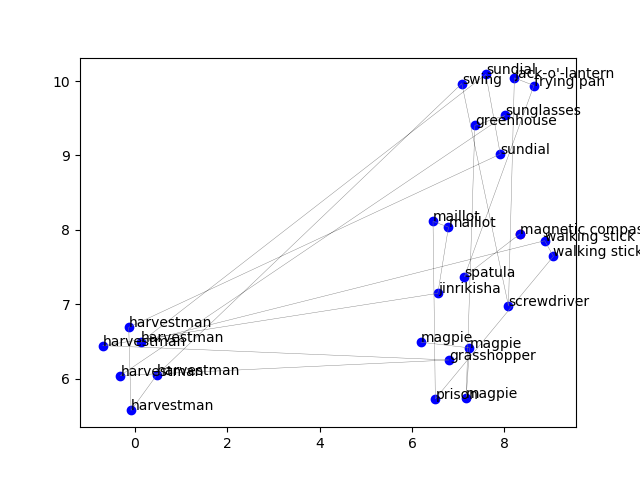 sundial
jack-o'-lantern
swing
frying pan
10
sunglasses
greenhouse
9
sundial
maillot
maillot
8
magnetic compas
walking stick
walking stick
spatula
jinrikisha
7
screwdriver
harvestman
harvestman
harvestman
magpie
magpie
grasshopper
6
harvestman
harvestman
prison
magpie
harvestman
0
2
4
6
8